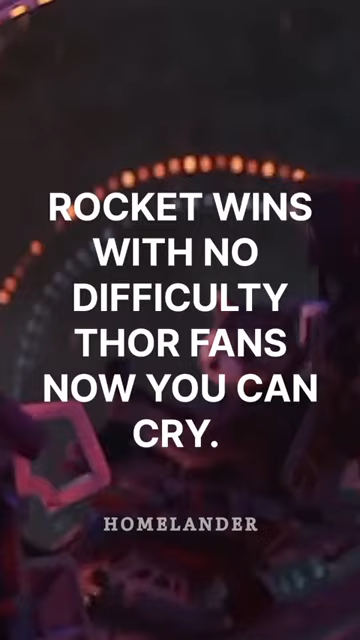 ROCKET WINS
WITH NO
DIFFICULTY
THOR FANS
NOW YOU CAN
CRY.
HOMELANDER